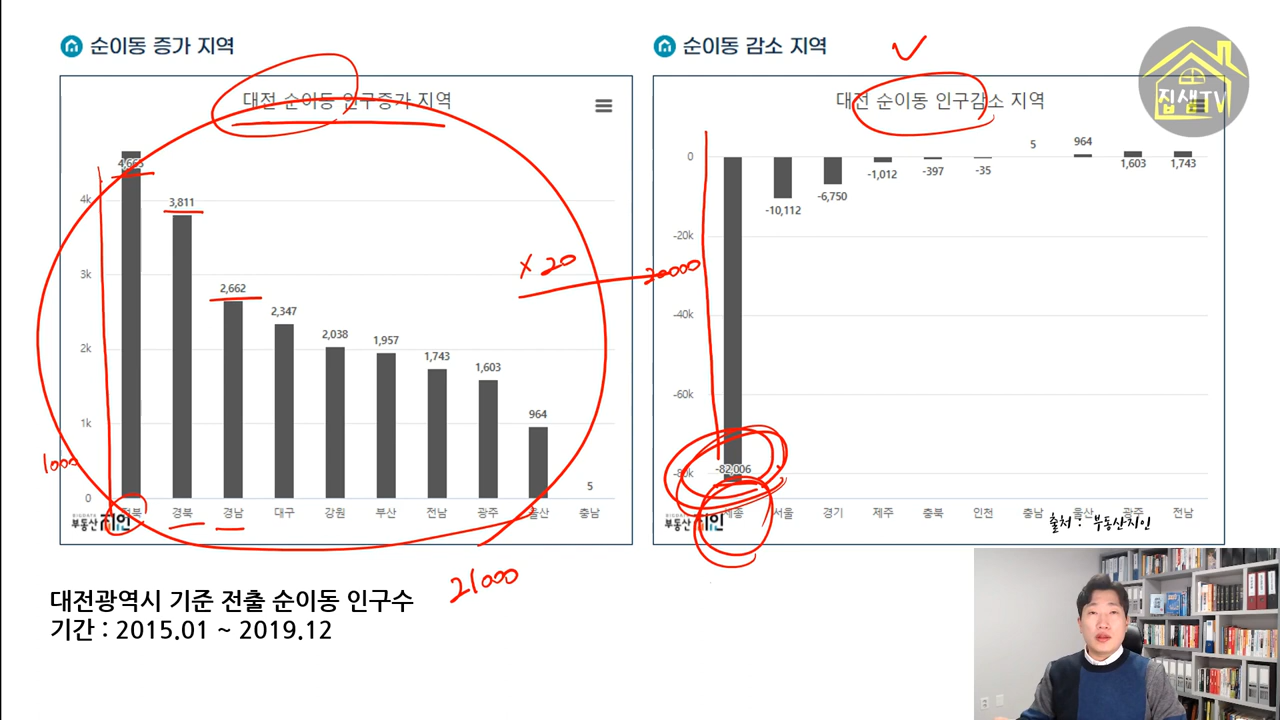 순이동 증가 지역
대전 순이동 인구증가 지역
4,665
3,811
2,662
2,347
2,038
1,957
1,743
1,603
964
5
4k
3k
2k
1k
0
1000
전북 경북 경남 대구 강원 부산 전남 광주 울산 충남
부동산지인
× 20
21000
순이동 감소 지역
집샘TV
대전 순이동 인구감소 지역
0
-20k
-40k
-60k
-80k
20000
-82,006
-10,112
-6,750
-1,012
-397
-35
5
964
1,603
1,743
세종 서울 경기 제주 충북 인천 충남 울산 광주 전남
부동산지인
출처 : 부동산지인
대전광역시 기준 전출 순이동 인구수
기간 : 2015.01 ~ 2019.12